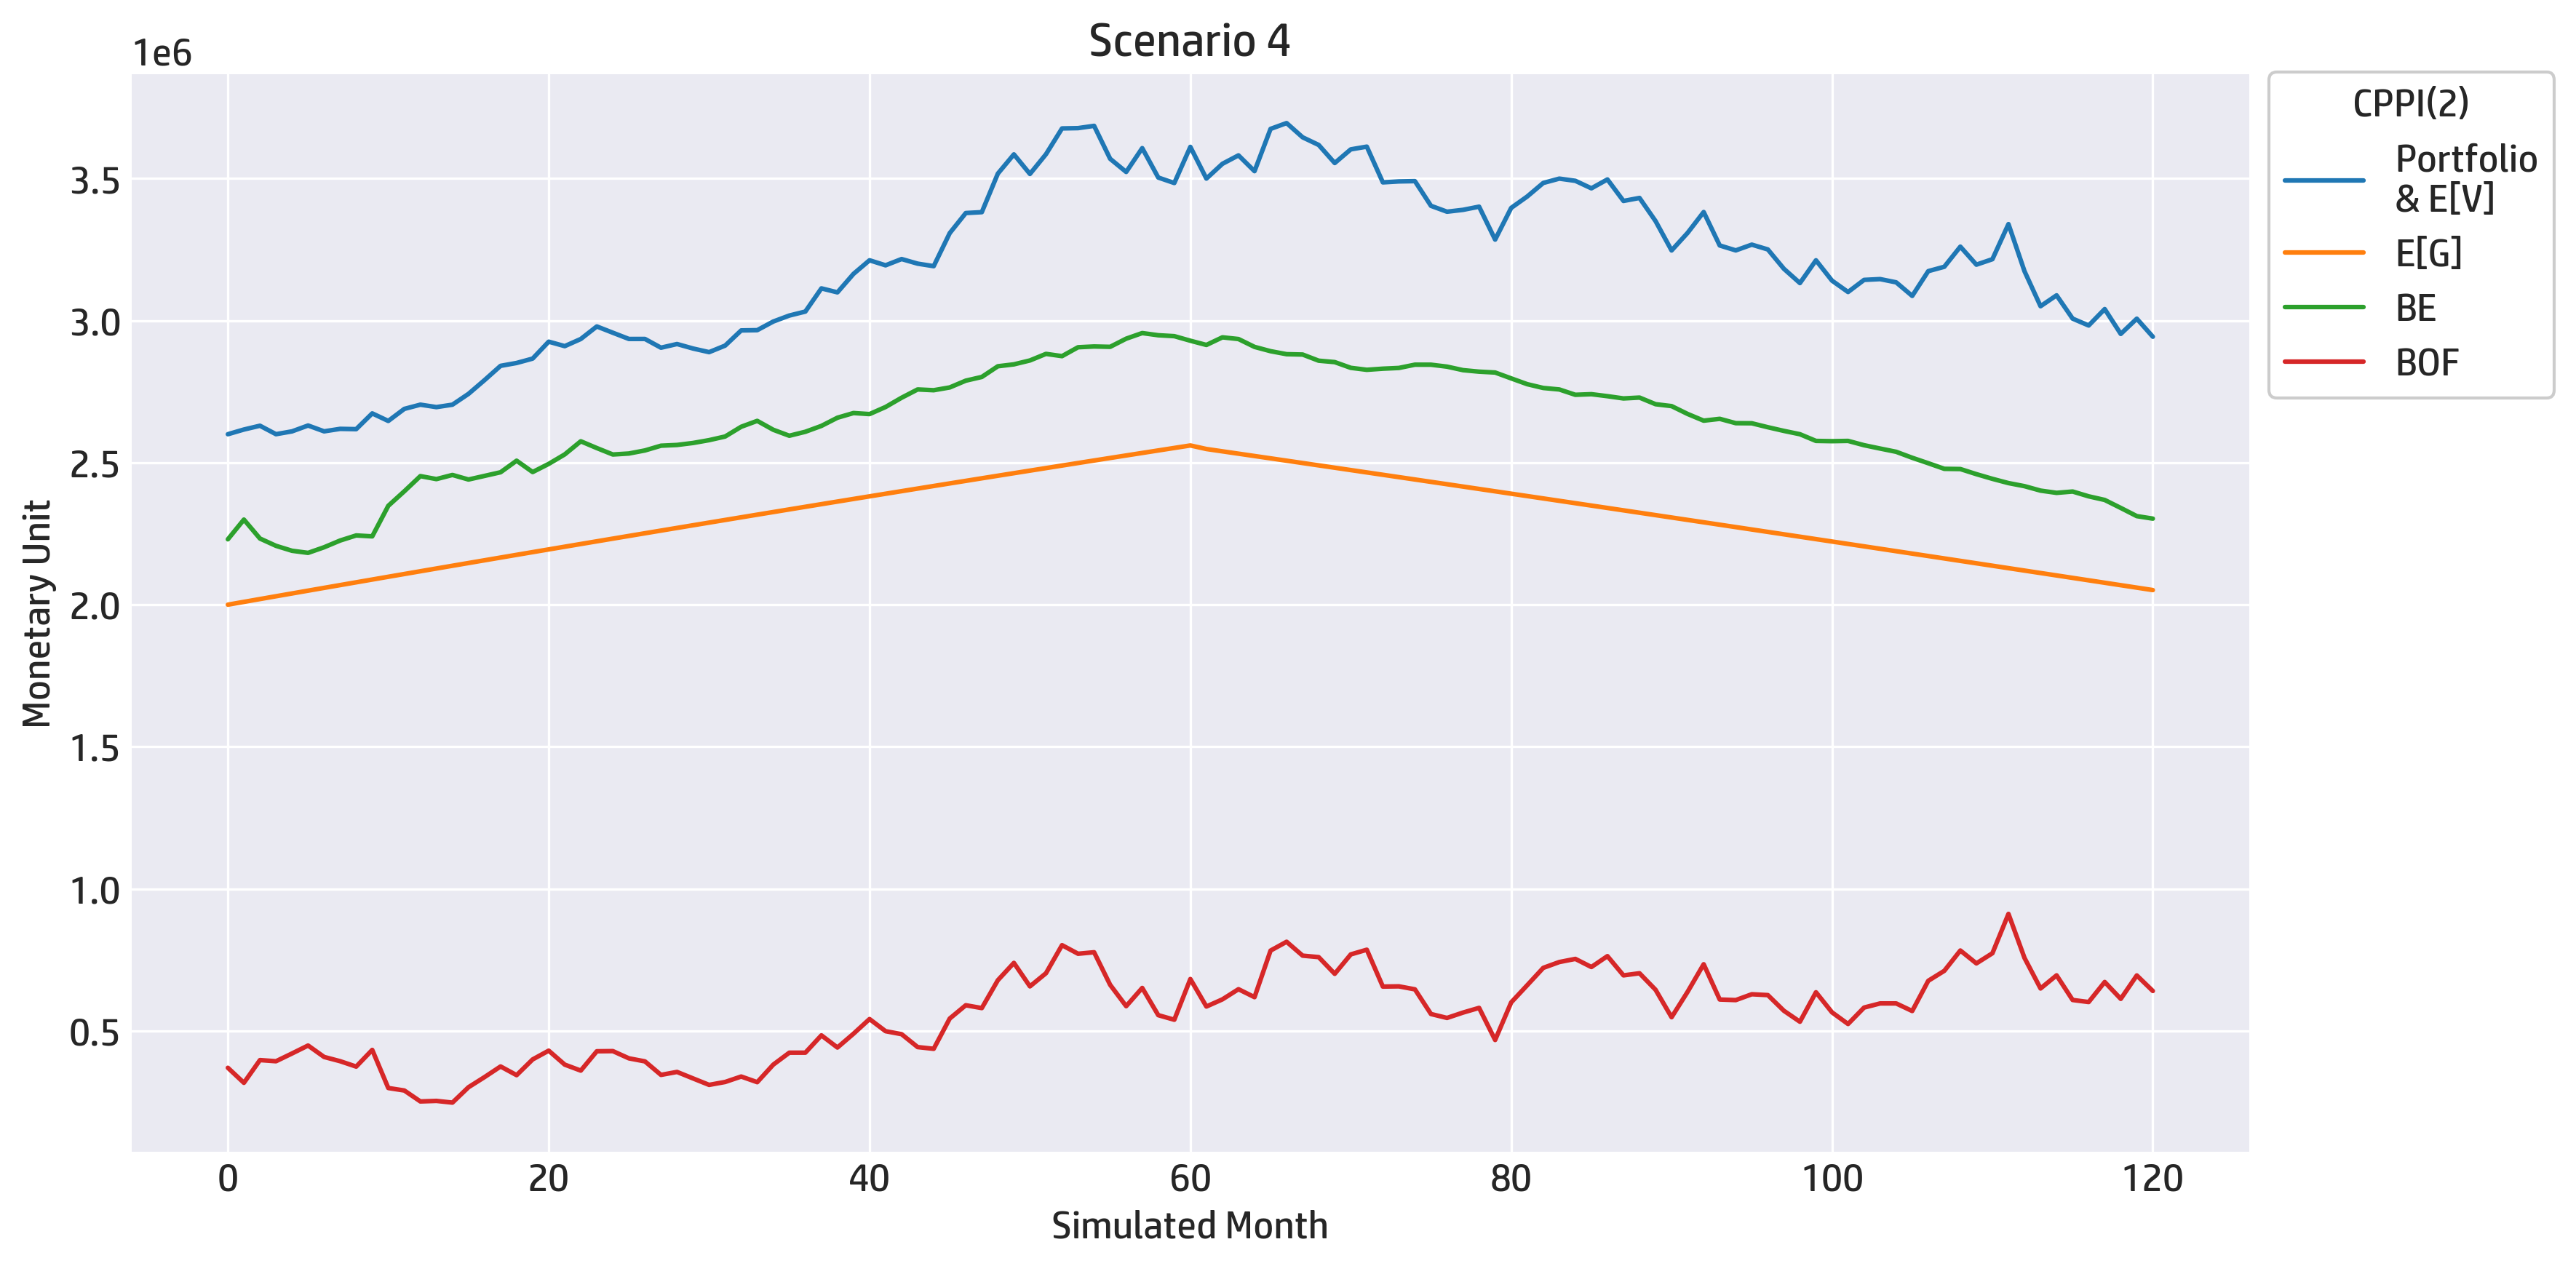 Scenario 4
1e6
3.5
3.0
2.5
2.0
1.5
1.0
0.5
Monetary Unit
0 20 40 60 80 100 120
Simulated Month
CPPI(2)
Portfolio
& E[V]
E[G]
BE
BOF